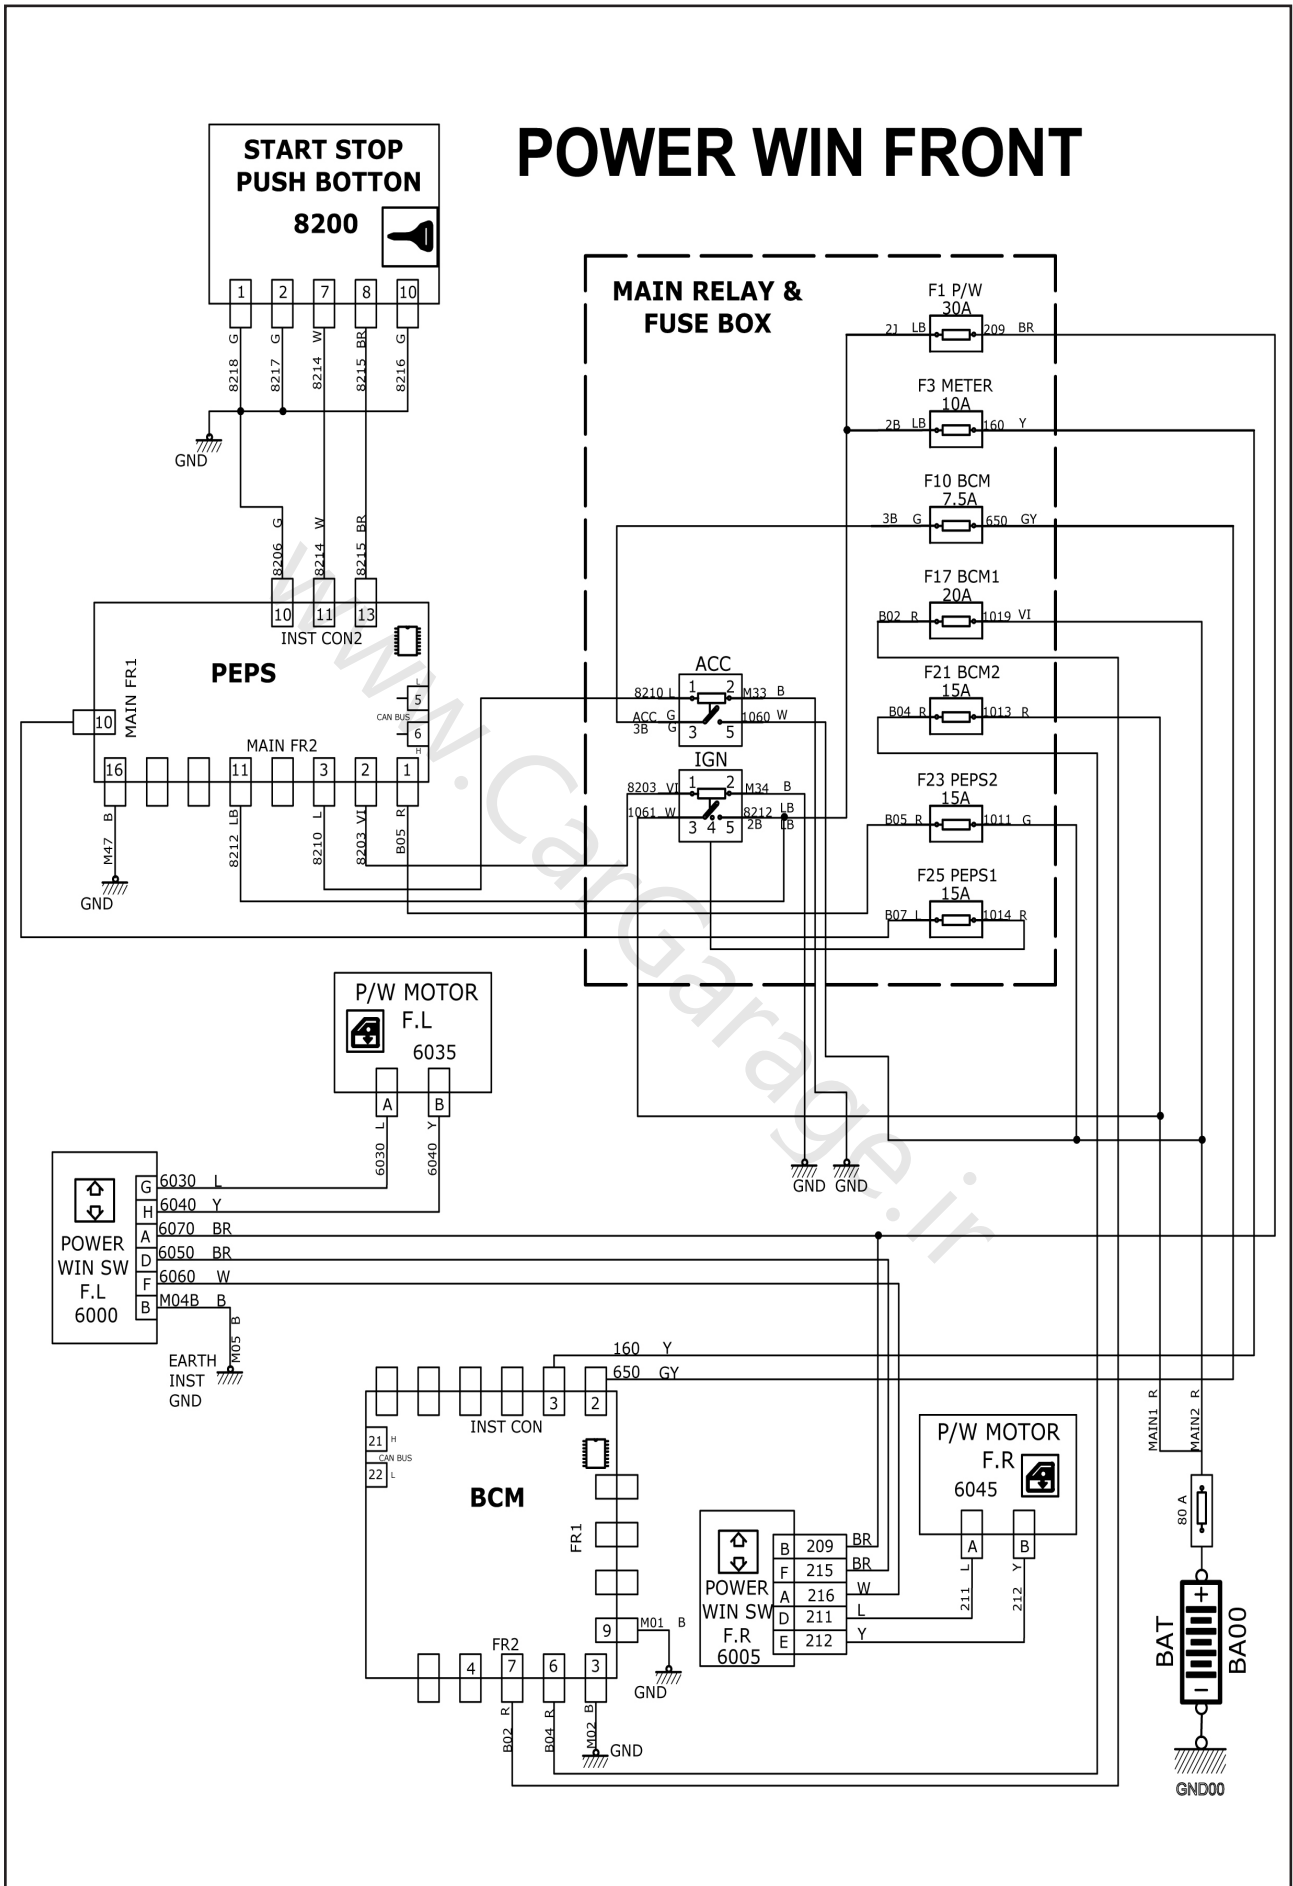 POWER WIN FRONT
START STOP
PUSH BOTTON
8200
1 2 7 8 10
8218 G
8217 G
8214 W
8215 BR
8216 G
GND
8206 G
8214 W
8215 BR
10 11 13
INST CON2
PEPS
MAIN FR1
10
L
5
CAN BUS
6
H
MAIN FR2
16 11 3 2 1
M47 B
8212 LB
8210 L
8203 VI
B05 R
GND
MAIN RELAY &
FUSE BOX
F1 P/W
30A
2J LB 209 BR
F3 METER
10A
2B LB 160 Y
F10 BCM
7.5A
3B G 650 GY
F17 BCM1
20A
B02 R 1019 VI
F21 BCM2
15A
B04 R 1013 R
F23 PEPS2
15A
B05 R 1011 G
F25 PEPS1
15A
B07 L 1014 R
ACC
8210 L 1 2 M33 B
ACC G 1060 W
3B G 3 5
IGN
8203 VI 1 2 M34 B
1061 W 8212 LB
3 4 5 2B LB
GND GND
P/W MOTOR
F.L
6035
A B
6030 L
6040 Y
POWER
WIN SW
F.L
6000
G 6030 L
H 6040 Y
A 6070 BR
D 6050 BR
F 6060 W
B M04B B
M05 B
EARTH
INST
GND
160 Y
650 GY
3 2
INST CON
21 H
CAN BUS
22 L
BCM
FR1
9 M01 B
GND
FR2
4 7 6 3
B02 R
B04 R
M02 B
GND
POWER
WIN SW
F.R
6005
B 209 BR
F 215 BR
A 216 W
D 211 L
E 212 Y
P/W MOTOR
F.R
6045
A B
211 L
212 Y
MAIN1 R
MAIN2 R
80 A
+
BAT
BA00
−
GND00
www.CarGarage.ir